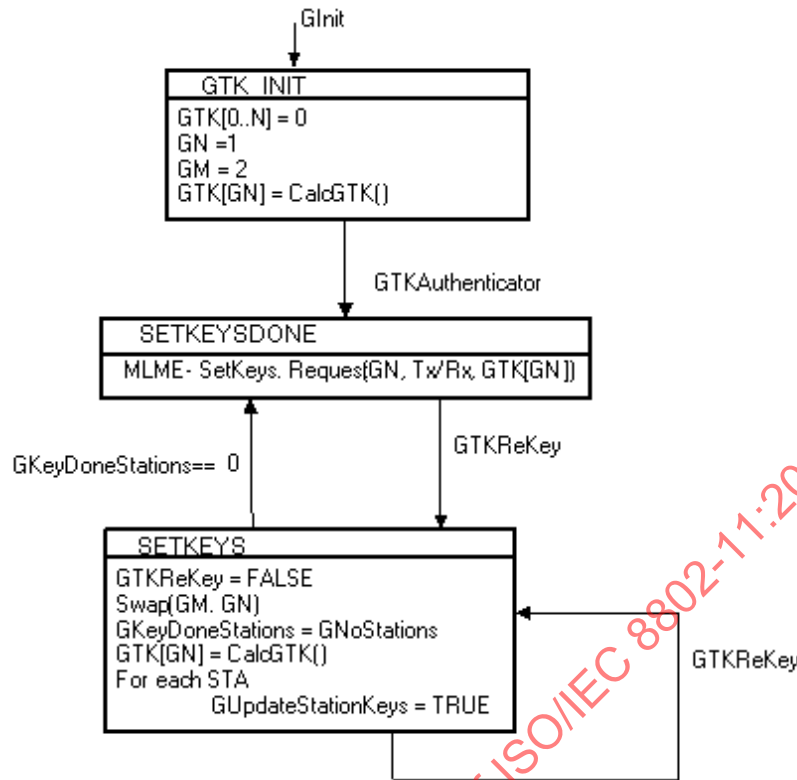 GInit
GTK INIT
GTK[0..N] = 0
GN =1
GM = 2
GTK[GN] = CalcGTK()
GTKAuthenticator
SETKEYSDONE
MLME- SetKeys. Reques(GN, Tx/Rx, GTK[GN])
GKeyDoneStations== 0
GTKReKey
SETKEYS
GTKReKey = FALSE
Swap(GM. GN)
GKeyDoneStations = GNoStations
GTK[GN] = CalcGTK()
For each STA
GUpdateStationKeys = TRUE
GTKReKey
ISO/IEC 8802-11:20